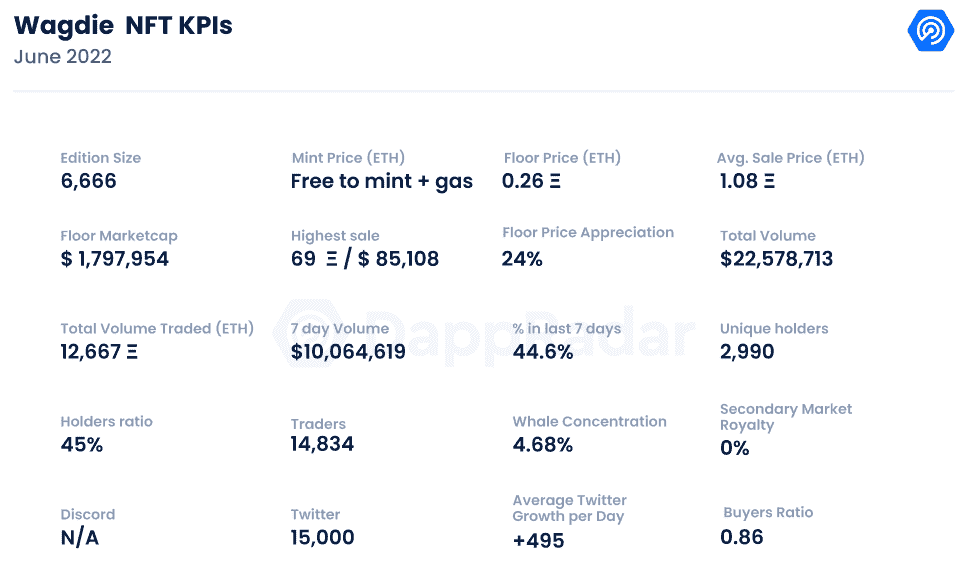 Wagdie NFT KPIs
June 2022
Edition Size
6,666
Mint Price (ETH)
Free to mint + gas
Floor Price (ETH)
0.26 Ξ
Avg. Sale Price (ETH)
1.08 Ξ
Floor Marketcap
$ 1,797,954
Highest sale
69 Ξ / $ 85,108
Floor Price Appreciation
24%
Total Volume
$22,578,713
Total Volume Traded (ETH)
12,667 Ξ
7 day Volume
$10,064,619
% in last 7 days
44.6%
Unique holders
2,990
DappRadar
Holders ratio
45%
Traders
14,834
Whale Concentration
4.68%
Secondary Market
Royalty
0%
Discord
N/A
Twitter
15,000
Average Twitter
Growth per Day
+495
Buyers Ratio
0.86